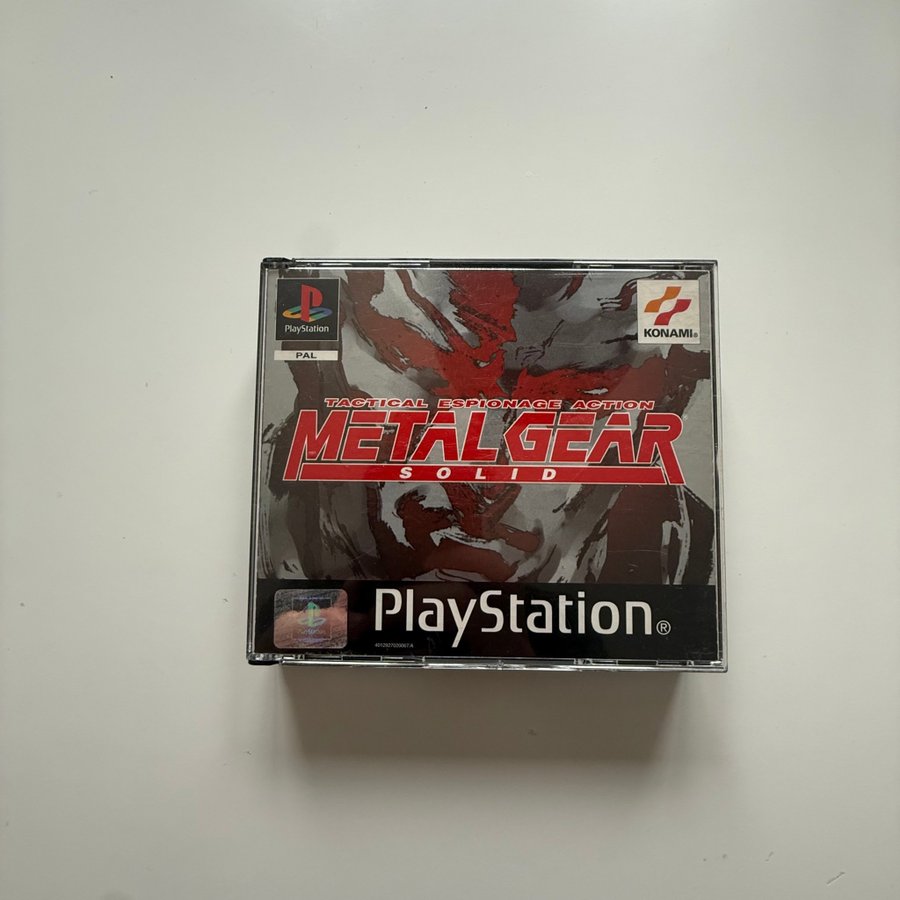 PlayStation
PAL
KONAMI®
TACTICAL ESPIONAGE ACTION
METAL GEAR
SOLID
PlayStation®